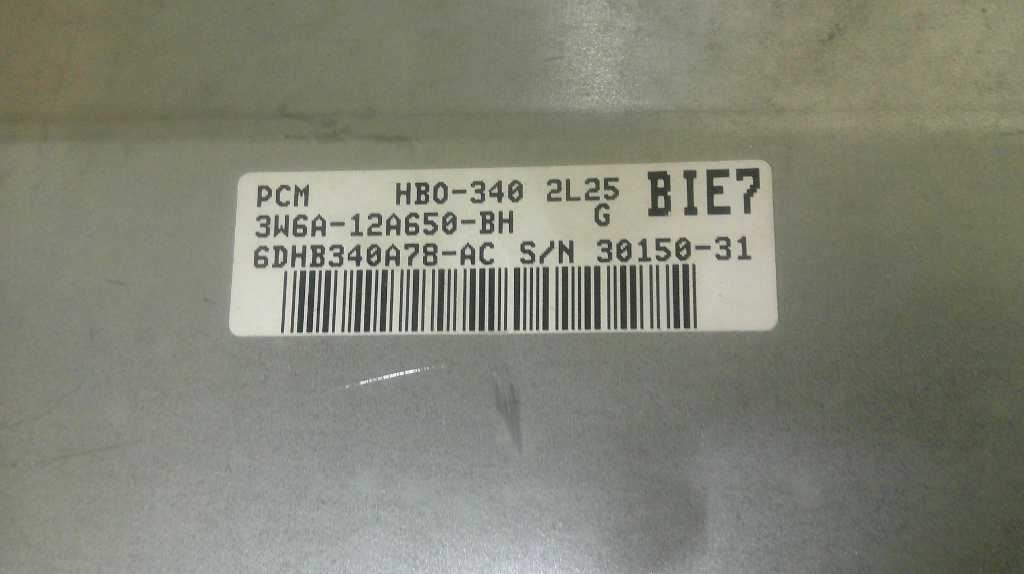 PCM HBO-340 2L25 BIE7
G
3W6A-12A650-BH
6DHB340A78-AC S/N 30150-31